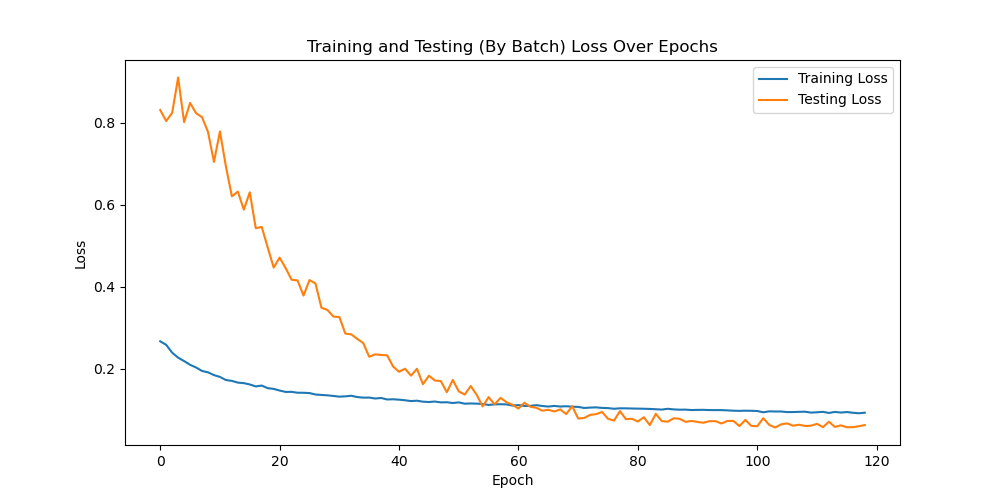 Training and Testing (By Batch) Loss Over Epochs
Training Loss
Testing Loss
Loss
0.8
0.6
0.4
0.2
0
20
40
60
80
100
120
Epoch